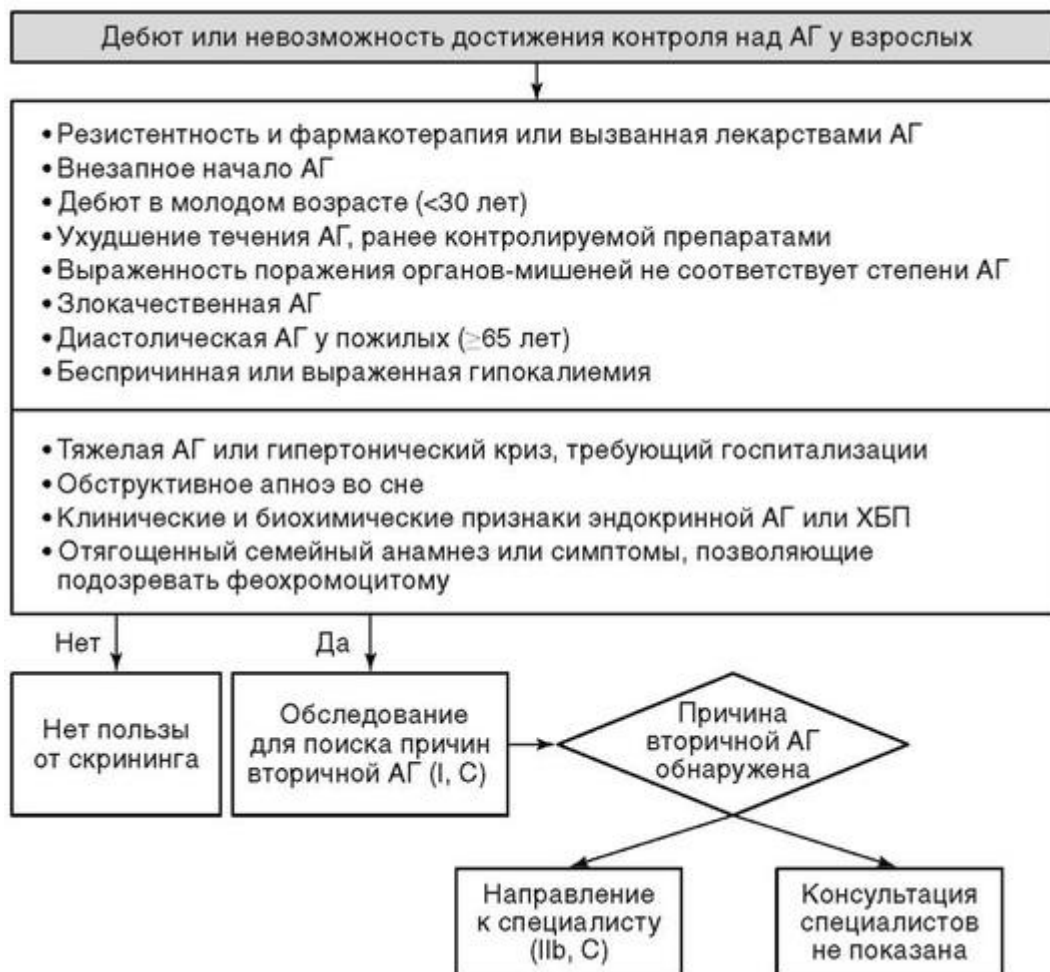 Дебют или невозможность достижения контроля над АГ у взрослых
• Резистентность и фармакотерапия или вызванная лекарствами АГ
• Внезапное начало АГ
• Дебют в молодом возрасте (<30 лет)
• Ухудшение течения АГ, ранее контролируемой препаратами
• Выраженность поражения органов-мишеней не соответствует степени АГ
• Злокачественная АГ
• Диастолическая АГ у пожилых (≥65 лет)
• Беспричинная или выраженная гипокалиемия
• Тяжелая АГ или гипертонический криз, требующий госпитализации
• Обструктивное апноэ во сне
• Клинические и биохимические признаки эндокринной АГ или ХБП
• Отягощенный семейный анамнез или симптомы, позволяющие
подозревать феохромоцитому
Нет
Да
Нет пользы
от скрининга
Обследование
для поиска причин
вторичной АГ (I, C)
Причина
вторичной АГ
обнаружена
Направление
к специалисту
(IIb, C)
Консультация
специалистов
не показана